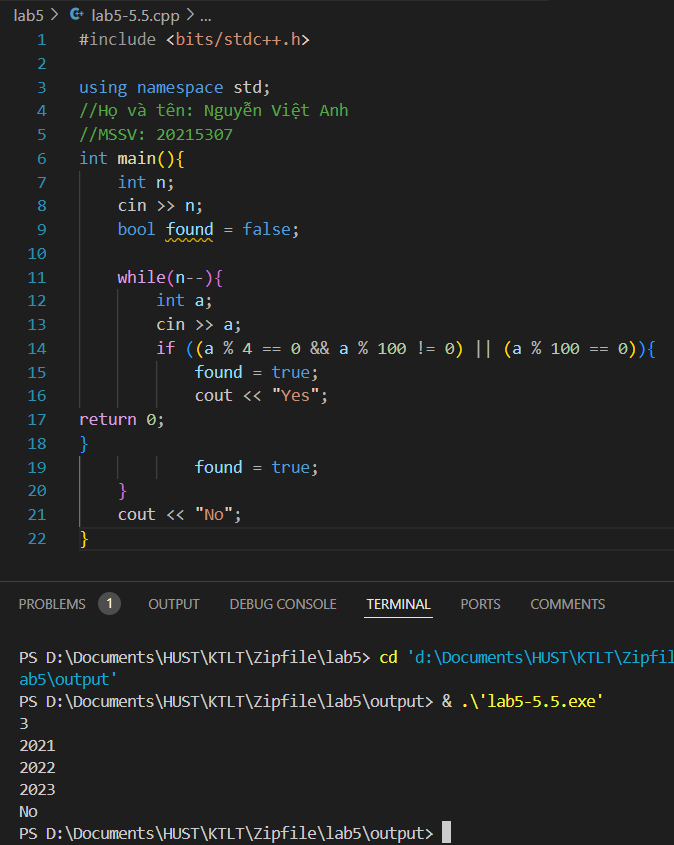 lab5 > lab5-5.5.cpp > ...
1 #include <bits/stdc++.h>
2
3 using namespace std;
4 //Họ và tên: Nguyễn Việt Anh
5 //MSSV: 20215307
6 int main(){
7     int n;
8     cin >> n;
9     bool found = false;
10
11     while(n--){
12         int a;
13         cin >> a;
14         if ((a % 4 == 0 && a % 100 != 0) || (a % 100 == 0)){
15             found = true;
16             cout << "Yes";
17 return 0;
18 }
19             found = true;
20     }
21     cout << "No";
22 }
PROBLEMS 1 OUTPUT DEBUG CONSOLE TERMINAL PORTS COMMENTS
PS D:\Documents\HUST\KTLT\Zipfile\lab5> cd 'd:\Documents\HUST\KTLT\Zipfil
ab5\output'
PS D:\Documents\HUST\KTLT\Zipfile\lab5\output> & .\'lab5-5.5.exe'
3
2021
2022
2023
No
PS D:\Documents\HUST\KTLT\Zipfile\lab5\output>